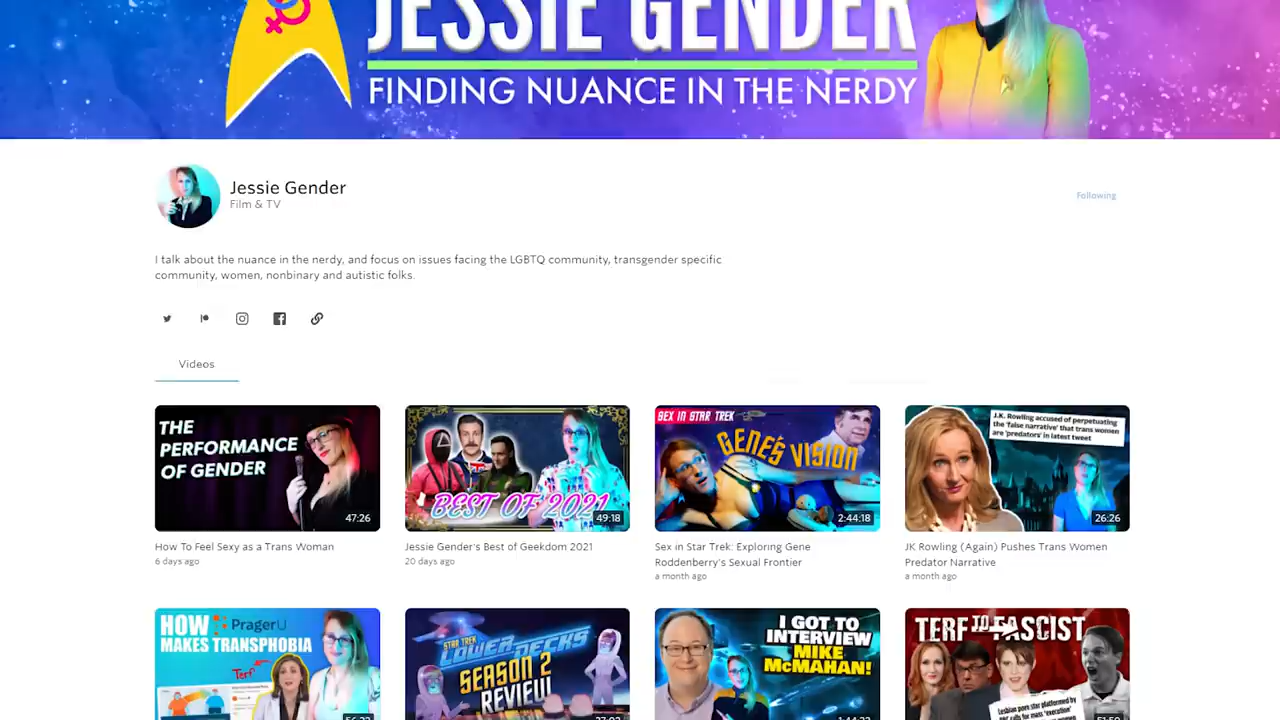 JESSIE GENDER
FINDING NUANCE IN THE NERDY
Jessie Gender
Film & TV
Following
I talk about the nuance in the nerdy, and focus on issues facing the LGBTQ community, transgender specific
community, women, nonbinary and autistic folks.
Videos
THE
PERFORMANCE
OF GENDER
47:26
How To Feel Sexy as a Trans Woman
6 days ago
BEST OF 2021
49:18
Jessie Gender's Best of Geekdom 2021
20 days ago
SEX IN STAR TREK
GENE'S VISION
2:44:18
Sex in Star Trek: Exploring Gene
Roddenberry's Sexual Frontier
a month ago
J.K. Rowling accused of perpetuating
the 'false narrative' that trans women
are 'predators' in latest tweet
26:26
JK Rowling (Again) Pushes Trans Women
Predator Narrative
a month ago
HOW PragerU
MAKES TRANSPHOBIA
Terf
STAR TREK
LOWER DECKS
SEASON 2
REVIEW
I GOT TO
INTERVIEW
MIKE
McMAHAN!
TERF TO FASCIST
Lesbian porn star platformed by